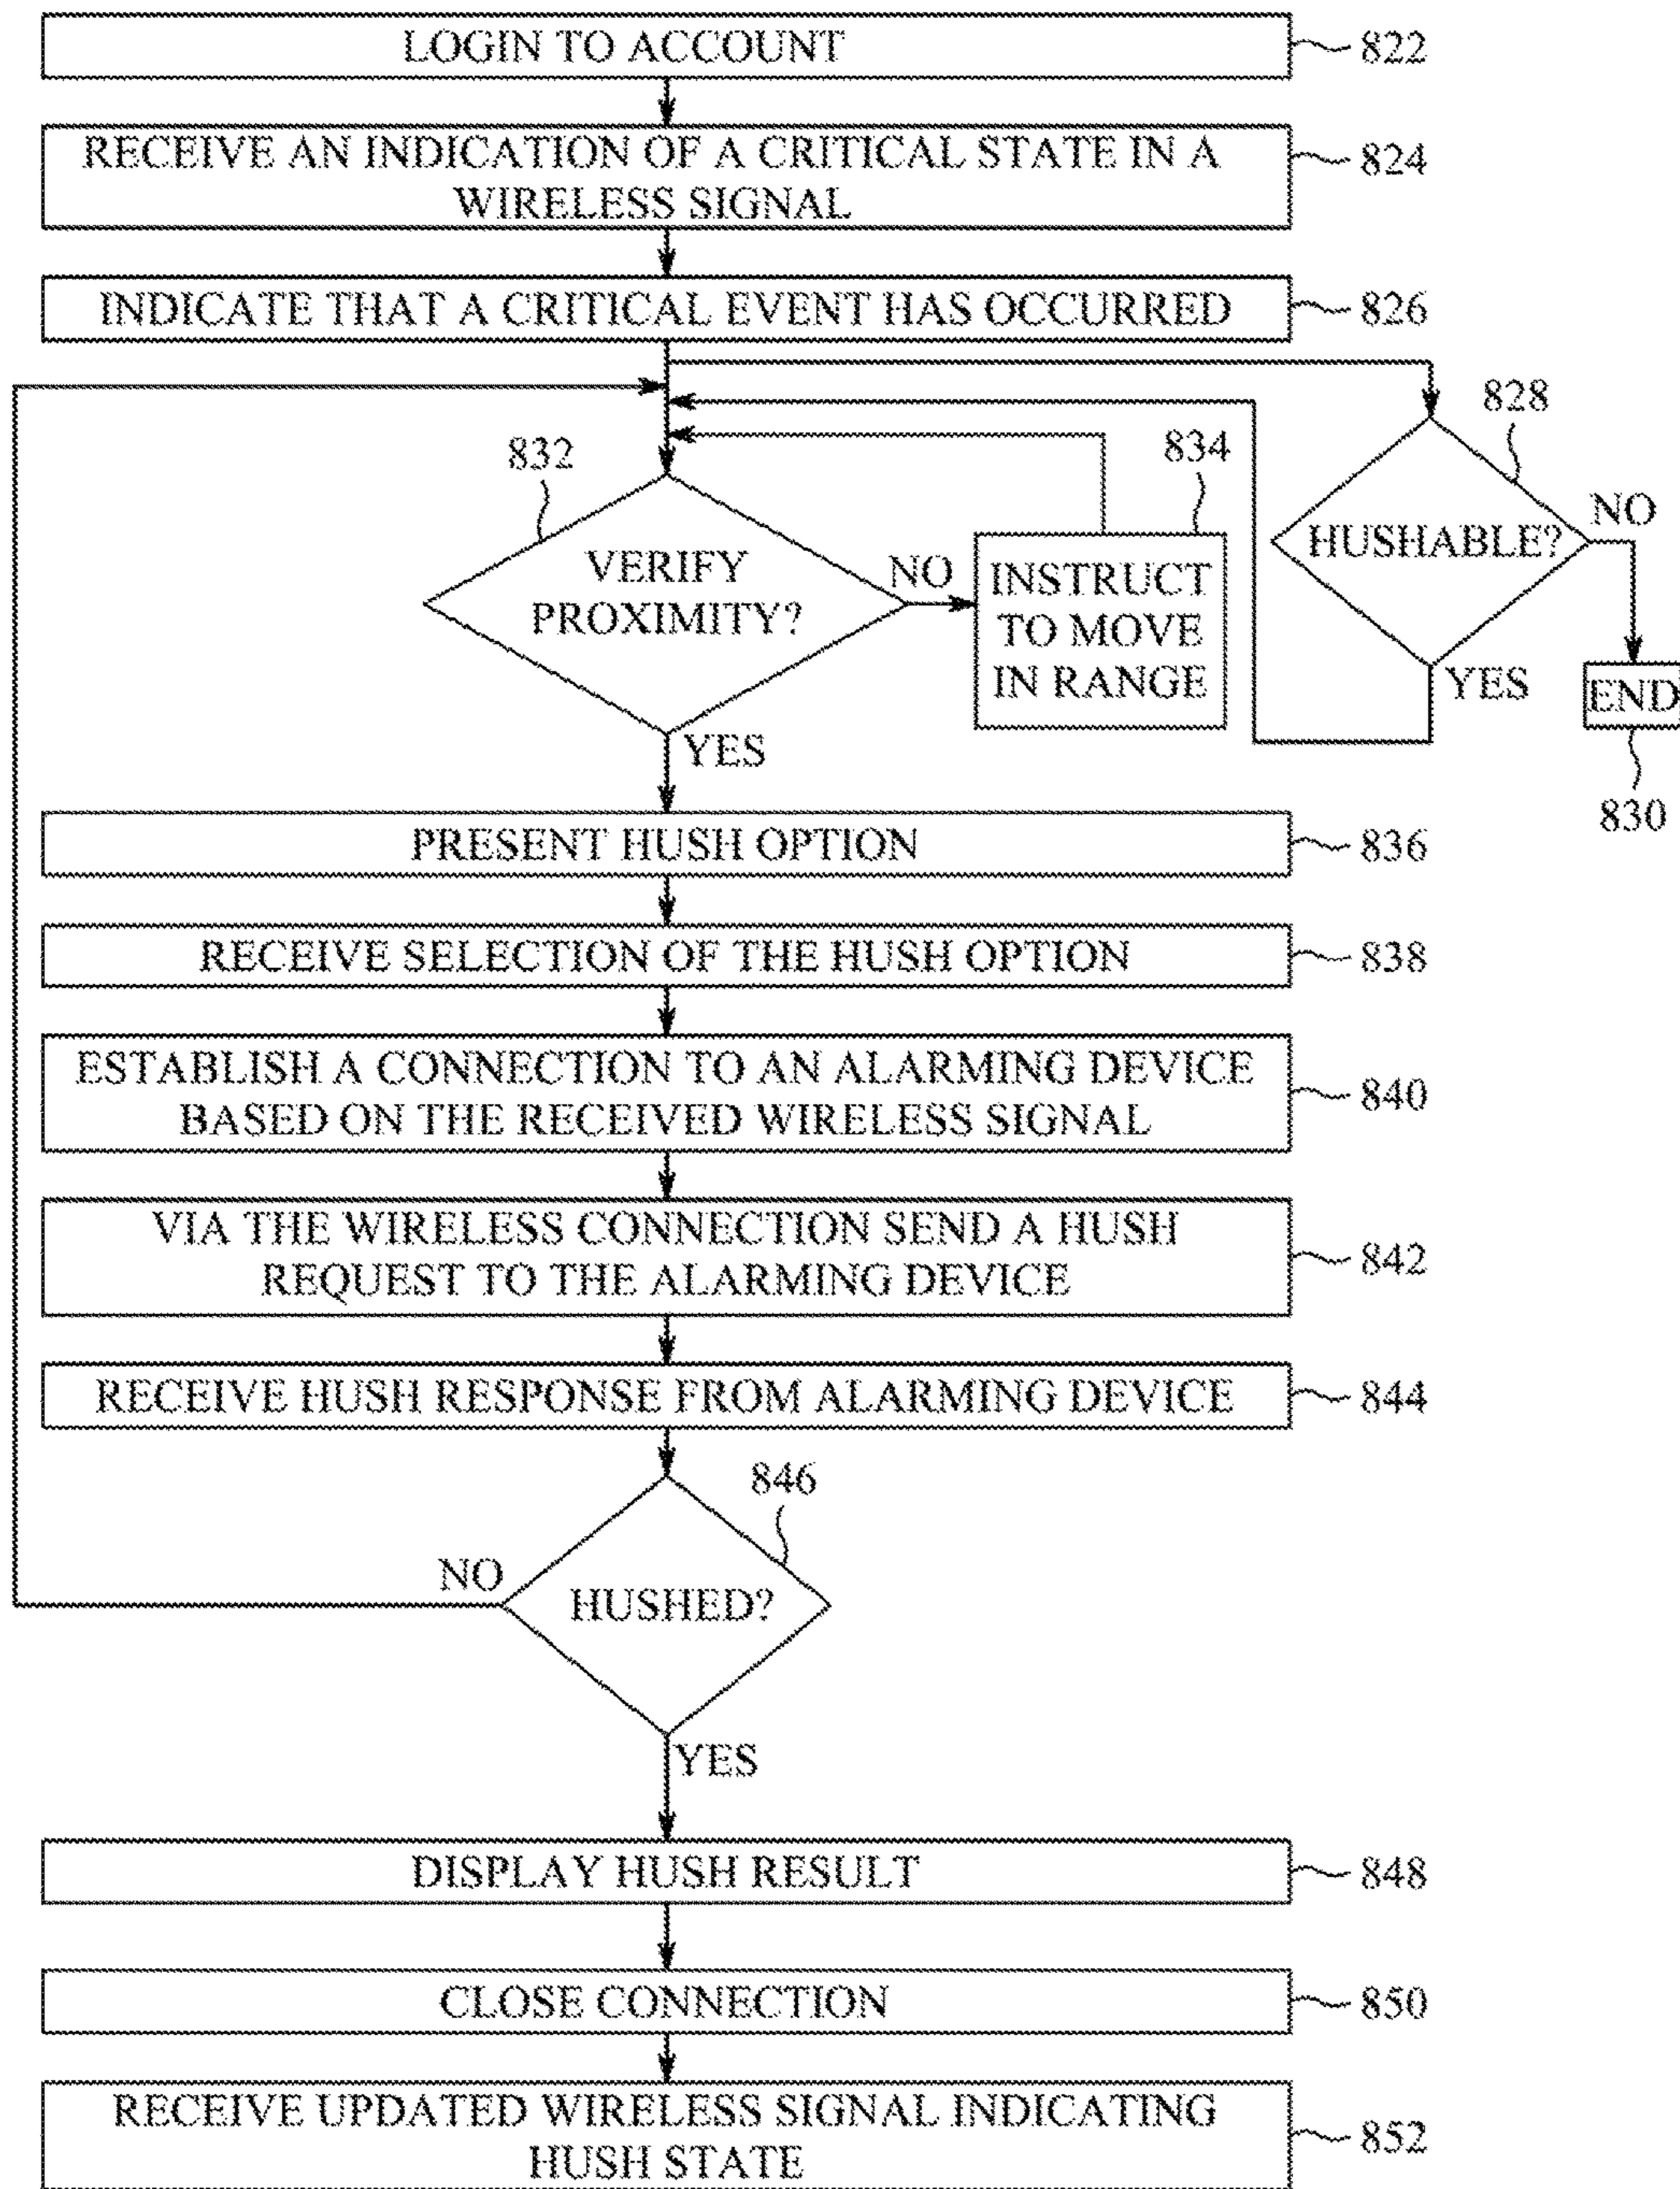 LOGIN TO ACCOUNT
822
RECEIVE AN INDICATION OF A CRITICAL STATE IN A
WIRELESS SIGNAL
824
INDICATE THAT A CRITICAL EVENT HAS OCCURRED
826
828
HUSHABLE?
NO
YES
END
830
832
VERIFY
PROXIMITY?
NO
YES
834
INSTRUCT
TO MOVE
IN RANGE
PRESENT HUSH OPTION
836
RECEIVE SELECTION OF THE HUSH OPTION
838
ESTABLISH A CONNECTION TO AN ALARMING DEVICE
BASED ON THE RECEIVED WIRELESS SIGNAL
840
VIA THE WIRELESS CONNECTION SEND A HUSH
REQUEST TO THE ALARMING DEVICE
842
RECEIVE HUSH RESPONSE FROM ALARMING DEVICE
844
846
HUSHED?
NO
YES
DISPLAY HUSH RESULT
848
CLOSE CONNECTION
850
RECEIVE UPDATED WIRELESS SIGNAL INDICATING
HUSH STATE
852